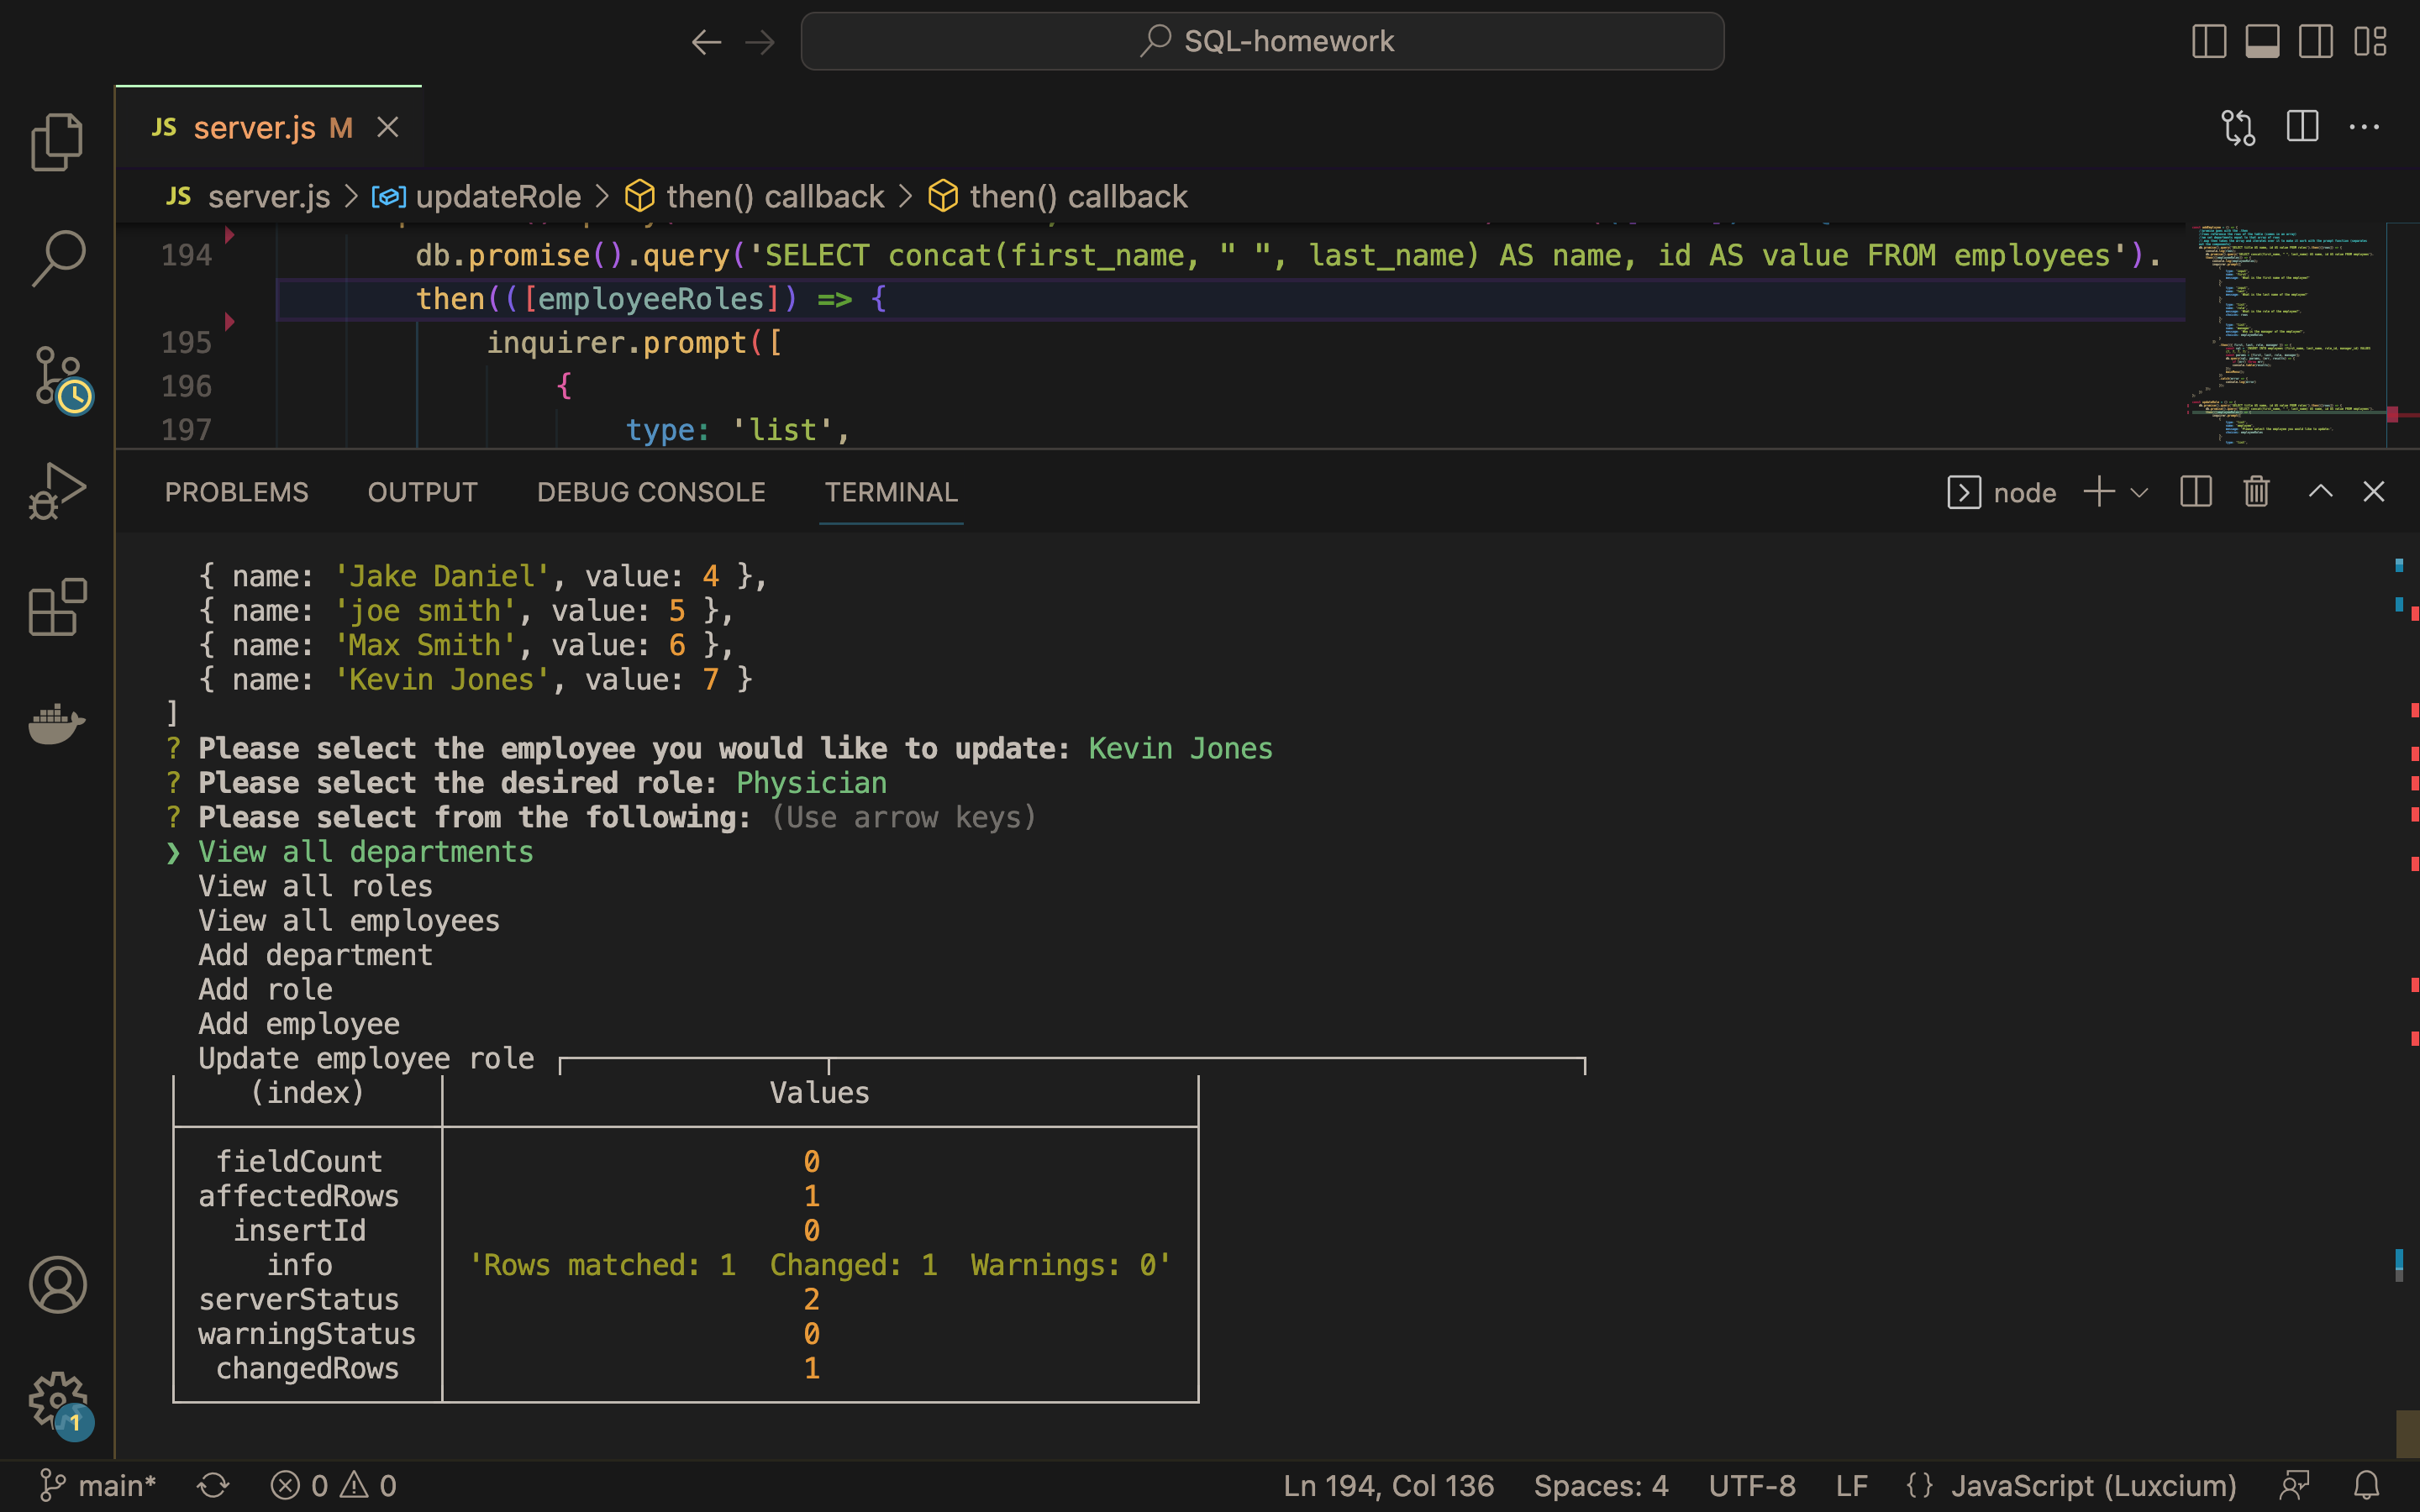 SQL-homework
JS server.js M
JS server.js > updateRole > then() callback > then() callback
194 db.promise().query('SELECT concat(first_name, " ", last_name) AS name, id AS value FROM employees').
then(([employeeRoles]) => {
195 inquirer.prompt([
196 {
197 type: 'list',
PROBLEMS OUTPUT DEBUG CONSOLE TERMINAL node
{ name: 'Jake Daniel', value: 4 },
{ name: 'joe smith', value: 5 },
{ name: 'Max Smith', value: 6 },
{ name: 'Kevin Jones', value: 7 }
]
? Please select the employee you would like to update: Kevin Jones
? Please select the desired role: Physician
? Please select from the following: (Use arrow keys)
❯ View all departments
View all roles
View all employees
Add department
Add role
Add employee
Update employee role
(index) Values
fieldCount 0
affectedRows 1
insertId 0
info 'Rows matched: 1  Changed: 1  Warnings: 0'
serverStatus 2
warningStatus 0
changedRows 1
1
main* 0 0 Ln 194, Col 136 Spaces: 4 UTF-8 LF {} JavaScript (Luxcium)